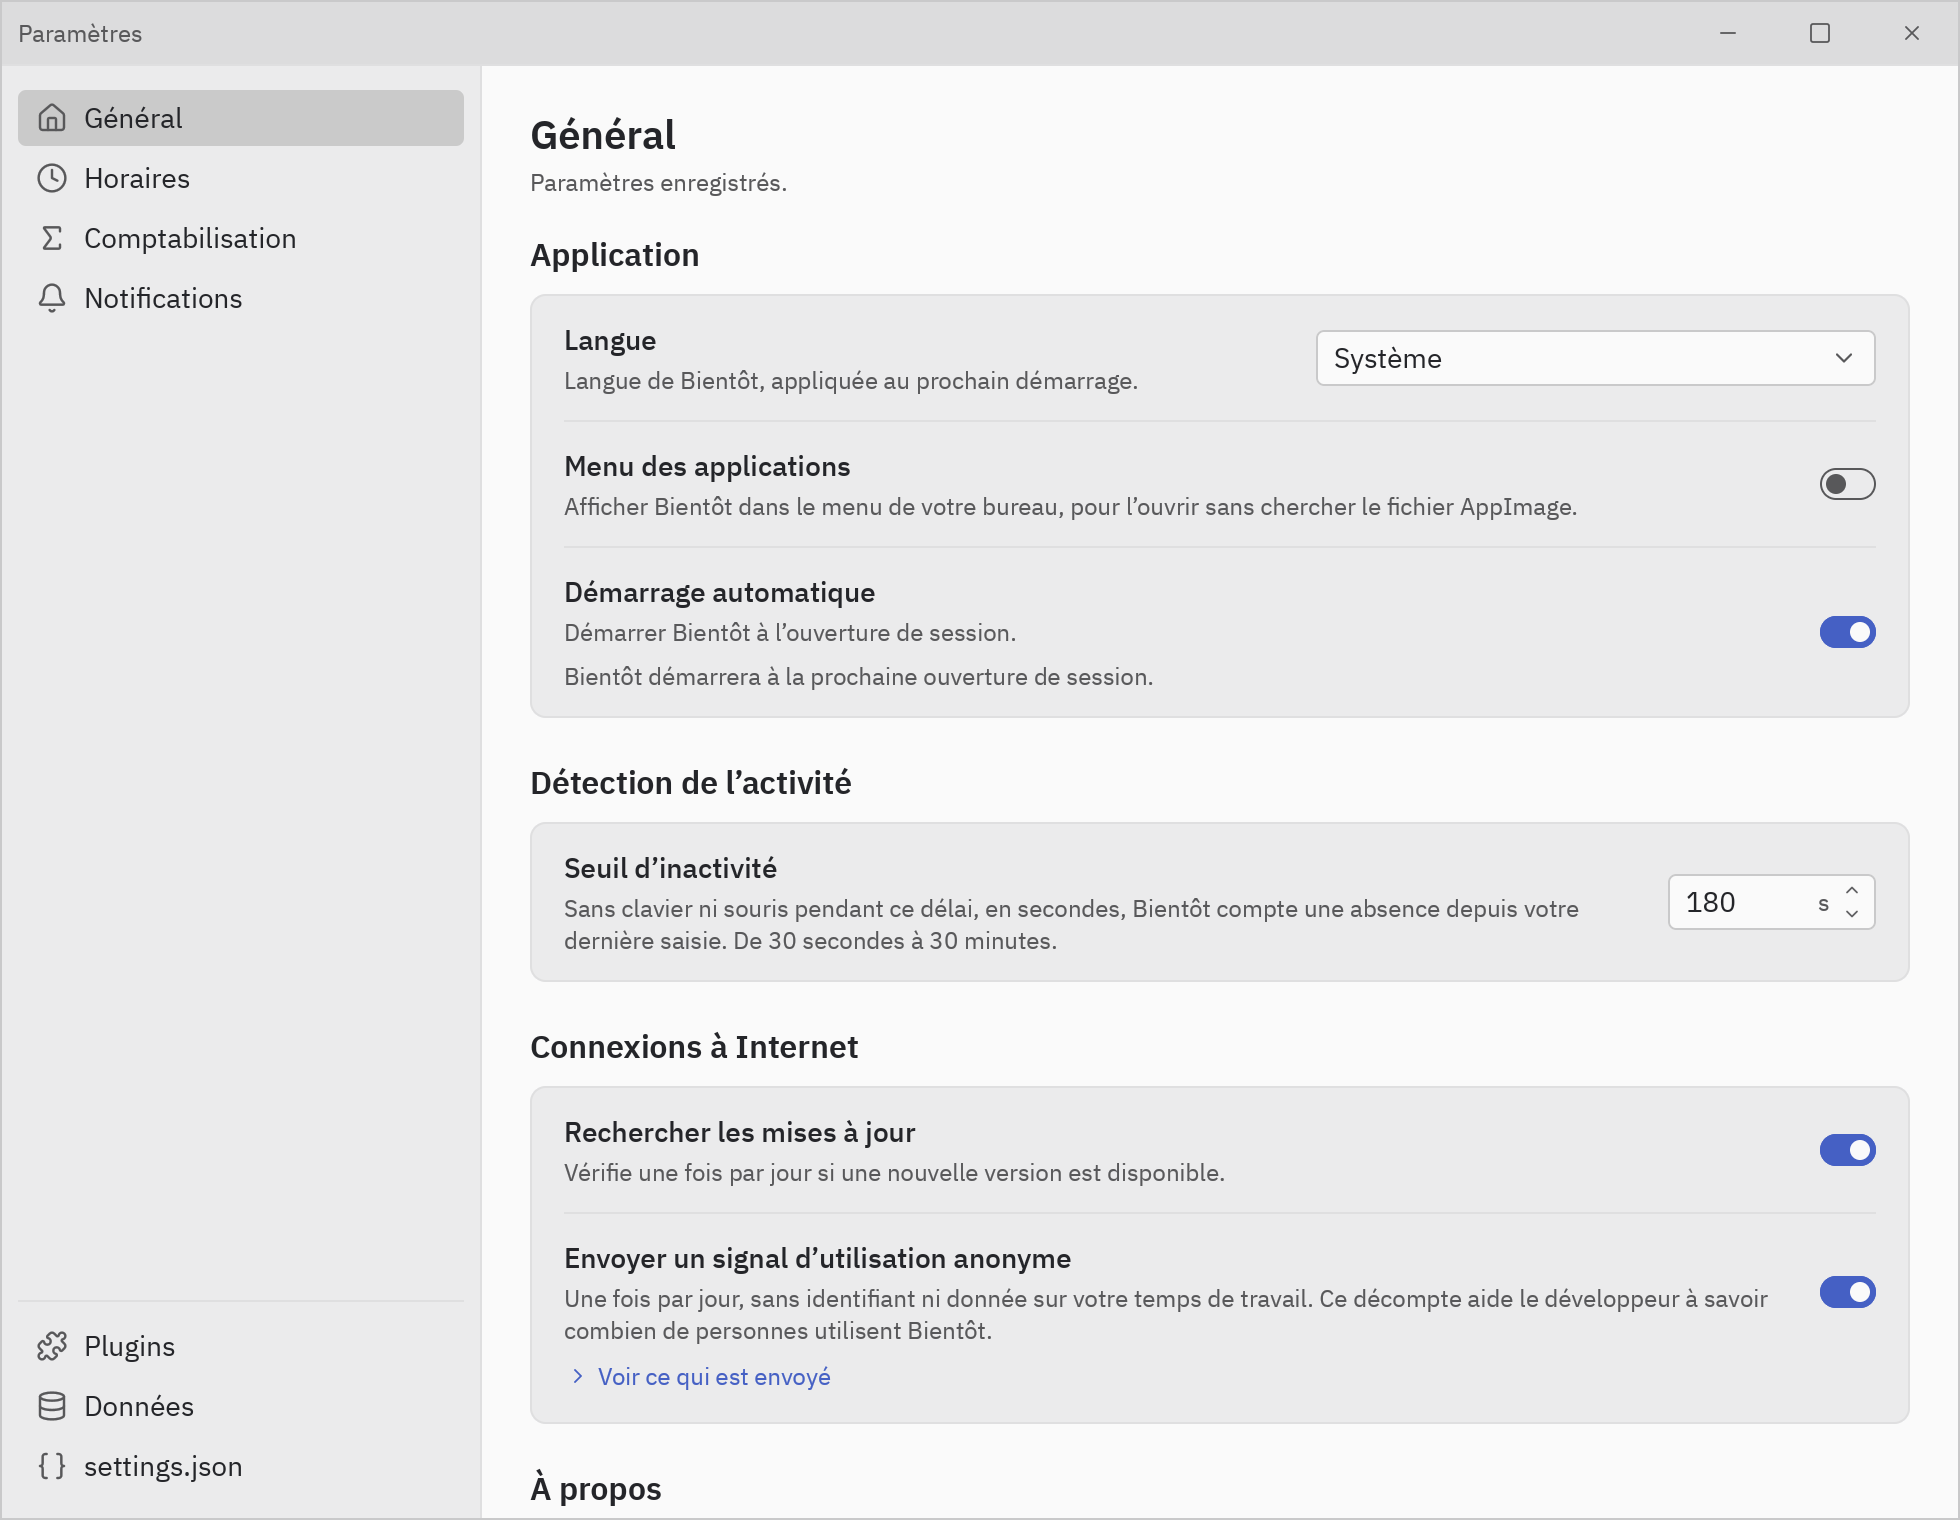 Paramètres
Général
Horaires
Comptabilisation
Notifications
Plugins
Données
settings.json
Général
Paramètres enregistrés.
Application
Langue
Langue de Bientôt, appliquée au prochain démarrage.
Système
Menu des applications
Afficher Bientôt dans le menu de votre bureau, pour l’ouvrir sans chercher le fichier AppImage.
Démarrage automatique
Démarrer Bientôt à l’ouverture de session.
Bientôt démarrera à la prochaine ouverture de session.
Détection de l’activité
Seuil d’inactivité
Sans clavier ni souris pendant ce délai, en secondes, Bientôt compte une absence depuis votre
dernière saisie. De 30 secondes à 30 minutes.
180 s
Connexions à Internet
Rechercher les mises à jour
Vérifie une fois par jour si une nouvelle version est disponible.
Envoyer un signal d’utilisation anonyme
Une fois par jour, sans identifiant ni donnée sur votre temps de travail. Ce décompte aide le développeur à savoir
combien de personnes utilisent Bientôt.
Voir ce qui est envoyé
À propos